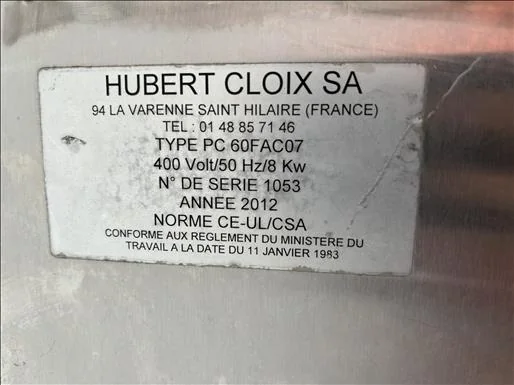 HUBERT CLOIX SA
94 LA VARENNE SAINT HILAIRE (FRANCE)
TEL : 01 48 85 71 46
TYPE PC 60FAC07
400 Volt/50 Hz/8 Kw
N° DE SERIE 1053
ANNEE 2012
NORME CE-UL/CSA
CONFORME AUX REGLEMENT DU MINISTERE DU
TRAVAIL A LA DATE DU 11 JANVIER 1983